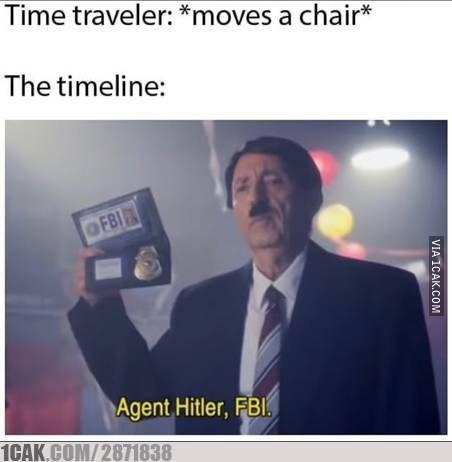 Time traveler: *moves a chair*
The timeline:
FBI
Agent Hitler, FBI.
VIA 1CAK.COM
1CAK.COM/2871838